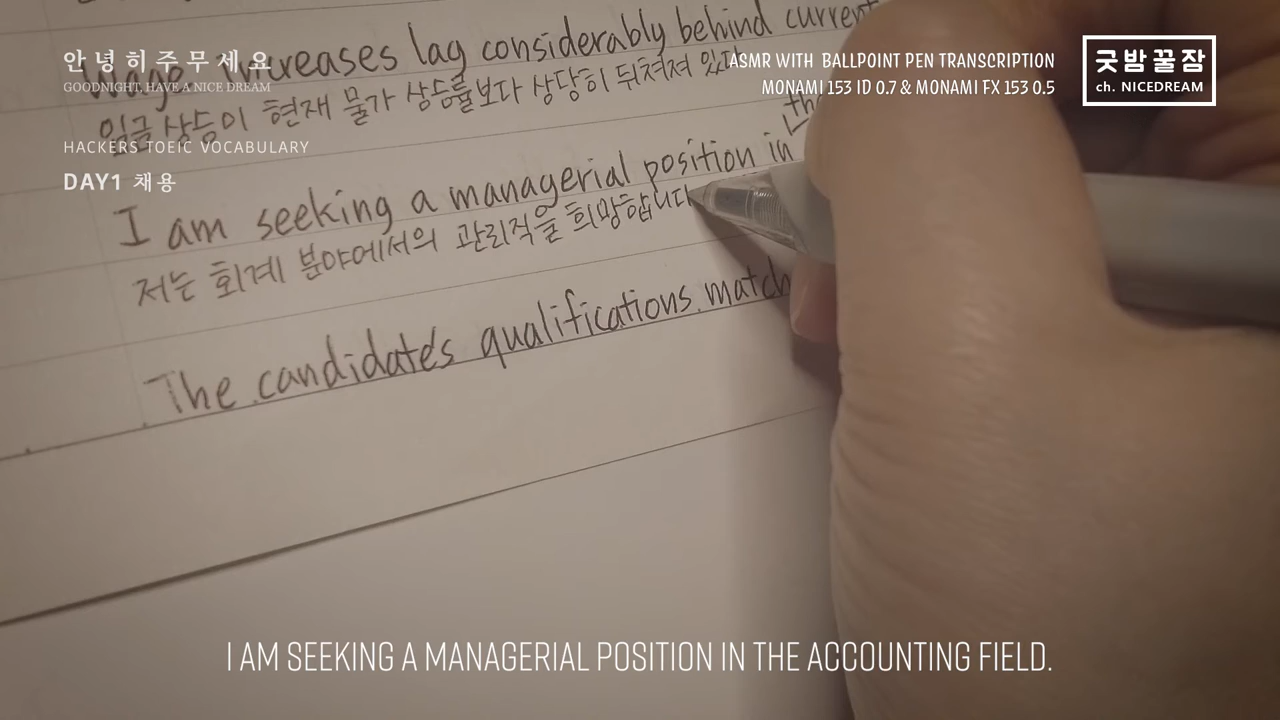 안녕히주무세요
GOODNIGHT, HAVE A NICE DREAM
HACKERS TOEIC VOCABULARY
DAY1 채용
ASMR WITH BALLPOINT PEN TRANSCRIPTION
MONAMI 153 ID 0.7 & MONAMI FX 153 0.5
굿밤꿀잠
ch. NICEDREAM
Wage increases lag considerably behind current
임금 상승이 현재 물가 상승률보다 상당히 뒤쳐져 있다
the
I am seeking a managerial position in
저는 회계 분야에서의 관리직을 희망합니다
The candidate's qualifications match
I AM SEEKING A MANAGERIAL POSITION IN THE ACCOUNTING FIELD.